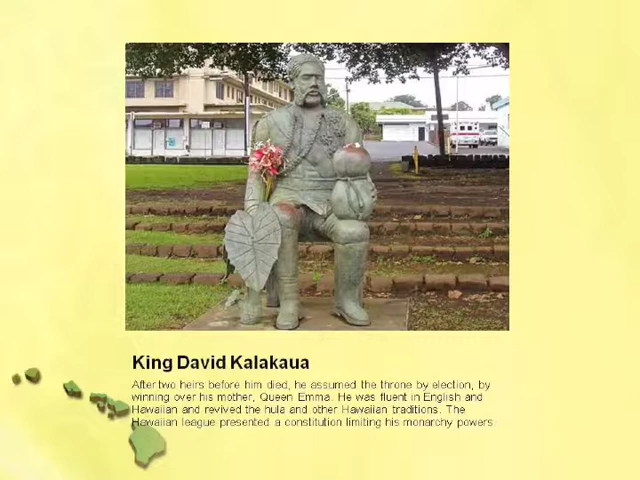 King David Kalakaua
After two heirs before him died, he assumed the throne by election, by
winning over his mother, Queen Emma. He was fluent in English and
Hawaiian and revived the hula and other Hawaiian traditions. The
Hawaiian league presented a constitution limiting his monarchy powers